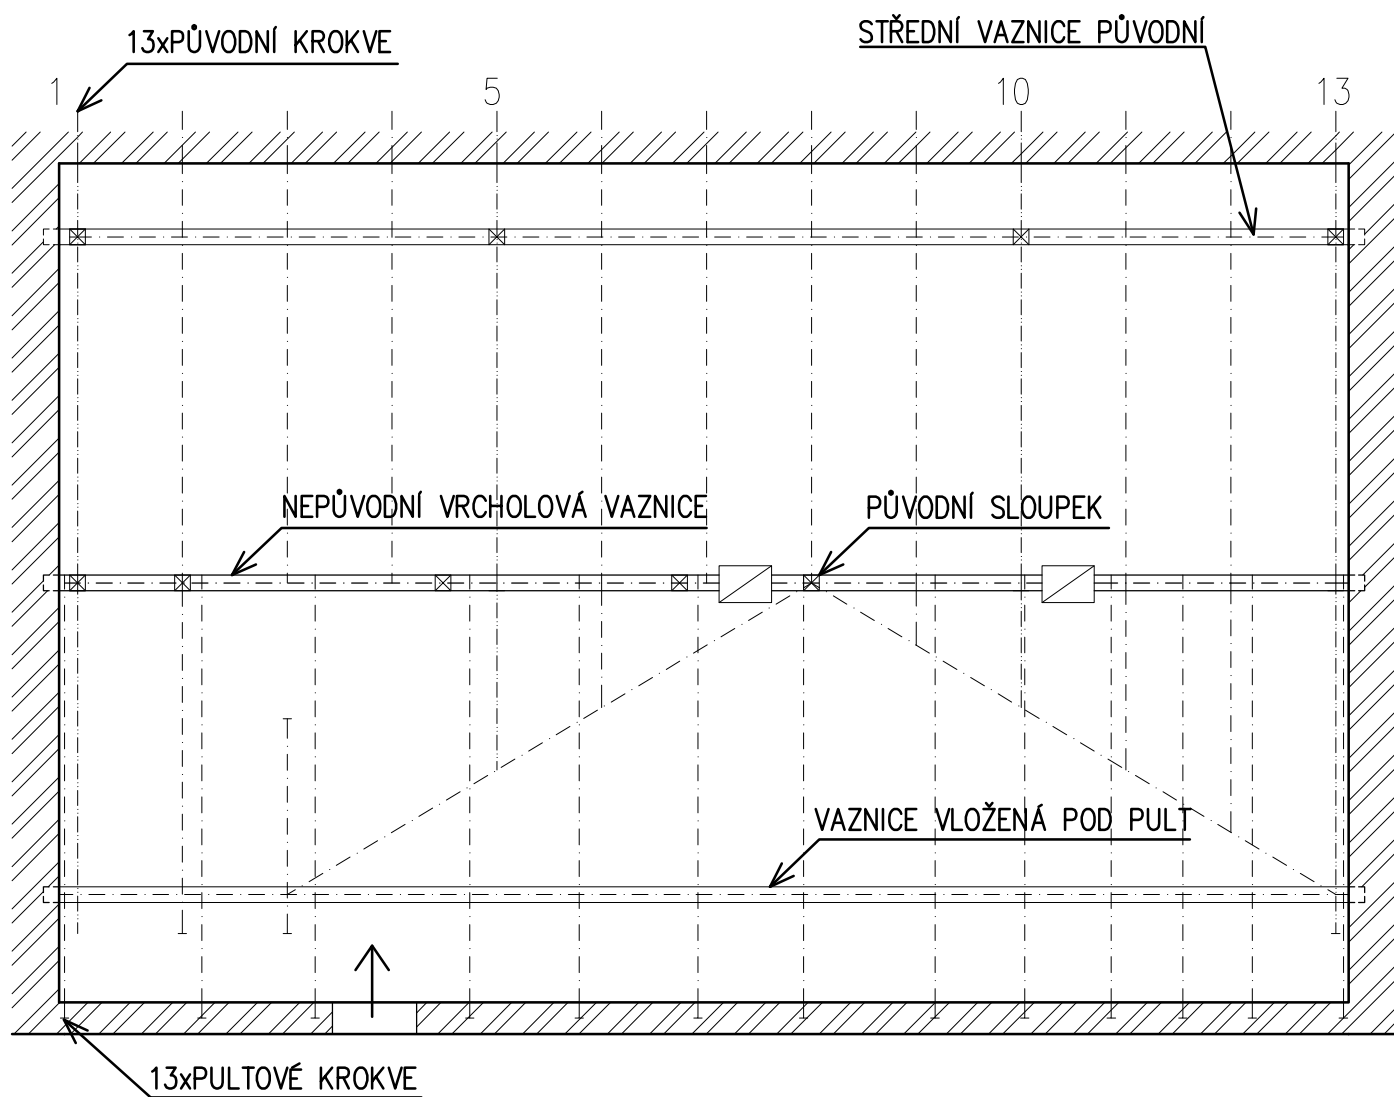 13xPŮVODNÍ KROKVE
STŘEDNÍ VAZNICE PŮVODNÍ
1
5
10
13
NEPŮVODNÍ VRCHOLOVÁ VAZNICE
PŮVODNÍ SLOUPEK
VAZNICE VLOŽENÁ POD PULT
13xPULTOVÉ KROKVE